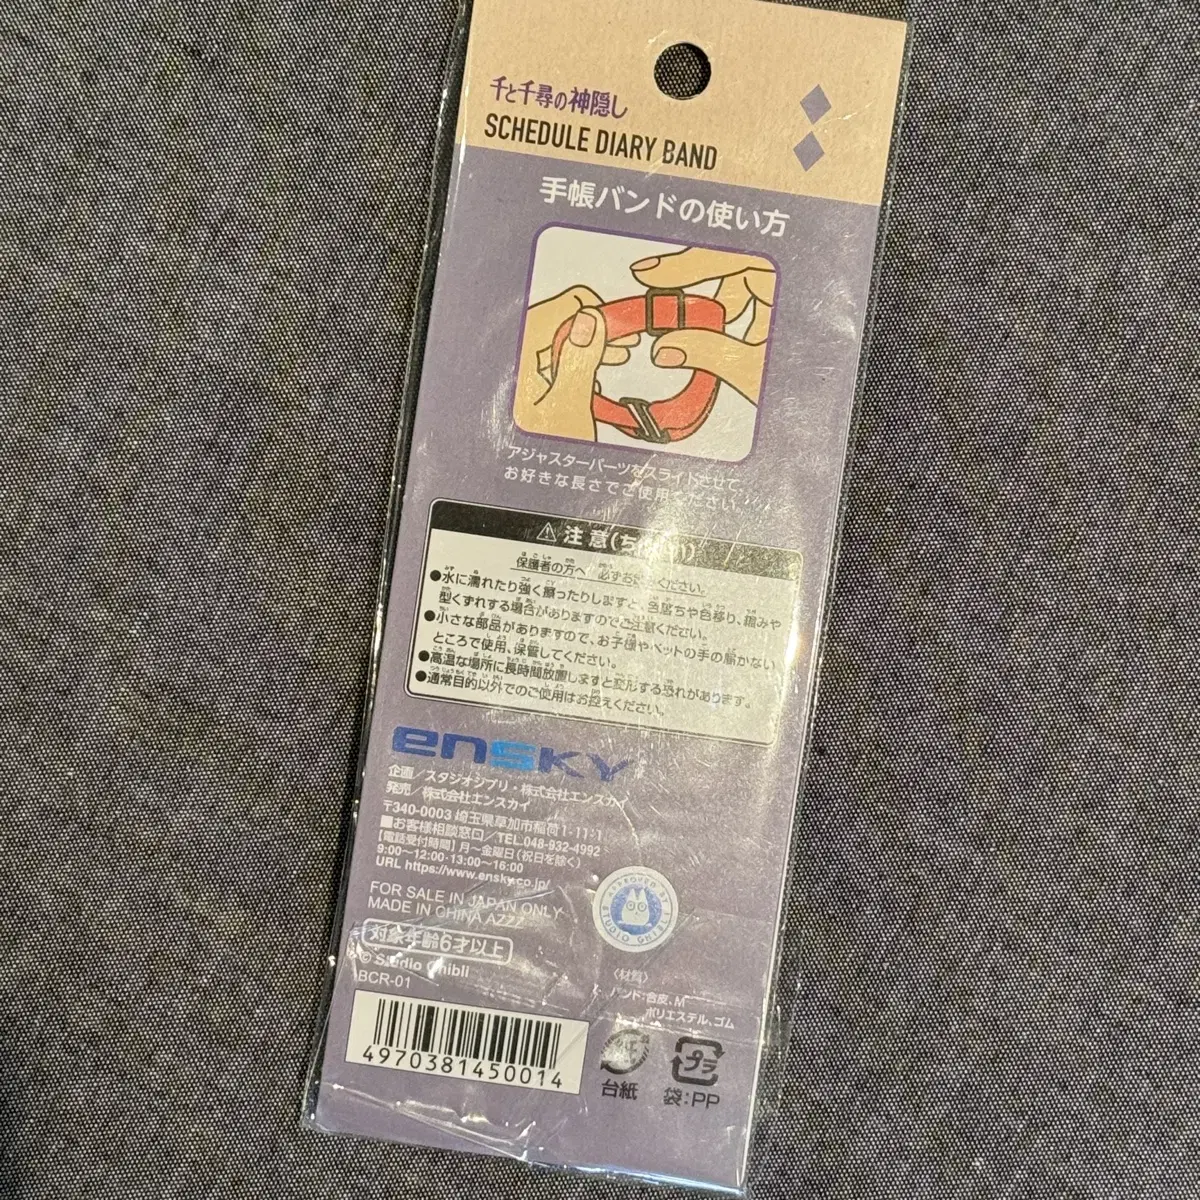 千と千尋の神隠し
SCHEDULE DIARY BAND
手帳バンドの使い方
アジャスターパーツをスライドさせて、
お好きな長さでご使用ください。
⚠注意
保護者の方へ 必ずお読みください。
●水に濡れたり強く擦ったりしますと、色落ちや色移り、傷みや
型くずれする場合がありますのでご注意ください。
●小さな部品がありますので、お子様やペットの手の届かない
ところで使用、保管してください。
●高温な場所に長時間放置しますと変形する恐れがあります。
●通常目的以外でのご使用はお控えください。
ensky
企画/スタジオジブリ・株式会社エンスカイ
発売/株式会社エンスカイ
〒340-0003 埼玉県草加市稲荷1-11-1
■お客様相談窓口/TEL.048-932-4992
【電話受付時間】月〜金曜日(祝日を除く)
9:00〜12:00・13:00〜16:00
URL https://www.ensky.co.jp/
FOR SALE IN JAPAN ONLY
MADE IN CHINA AZZZ
APPROVED BY STUDIO GHIBLI
対象年齢6才以上
© Studio Ghibli
BCR-01
〈材質〉
バンド:合皮、
ポリエステル、ゴム
4970381450014
台紙
プラ
袋:PP